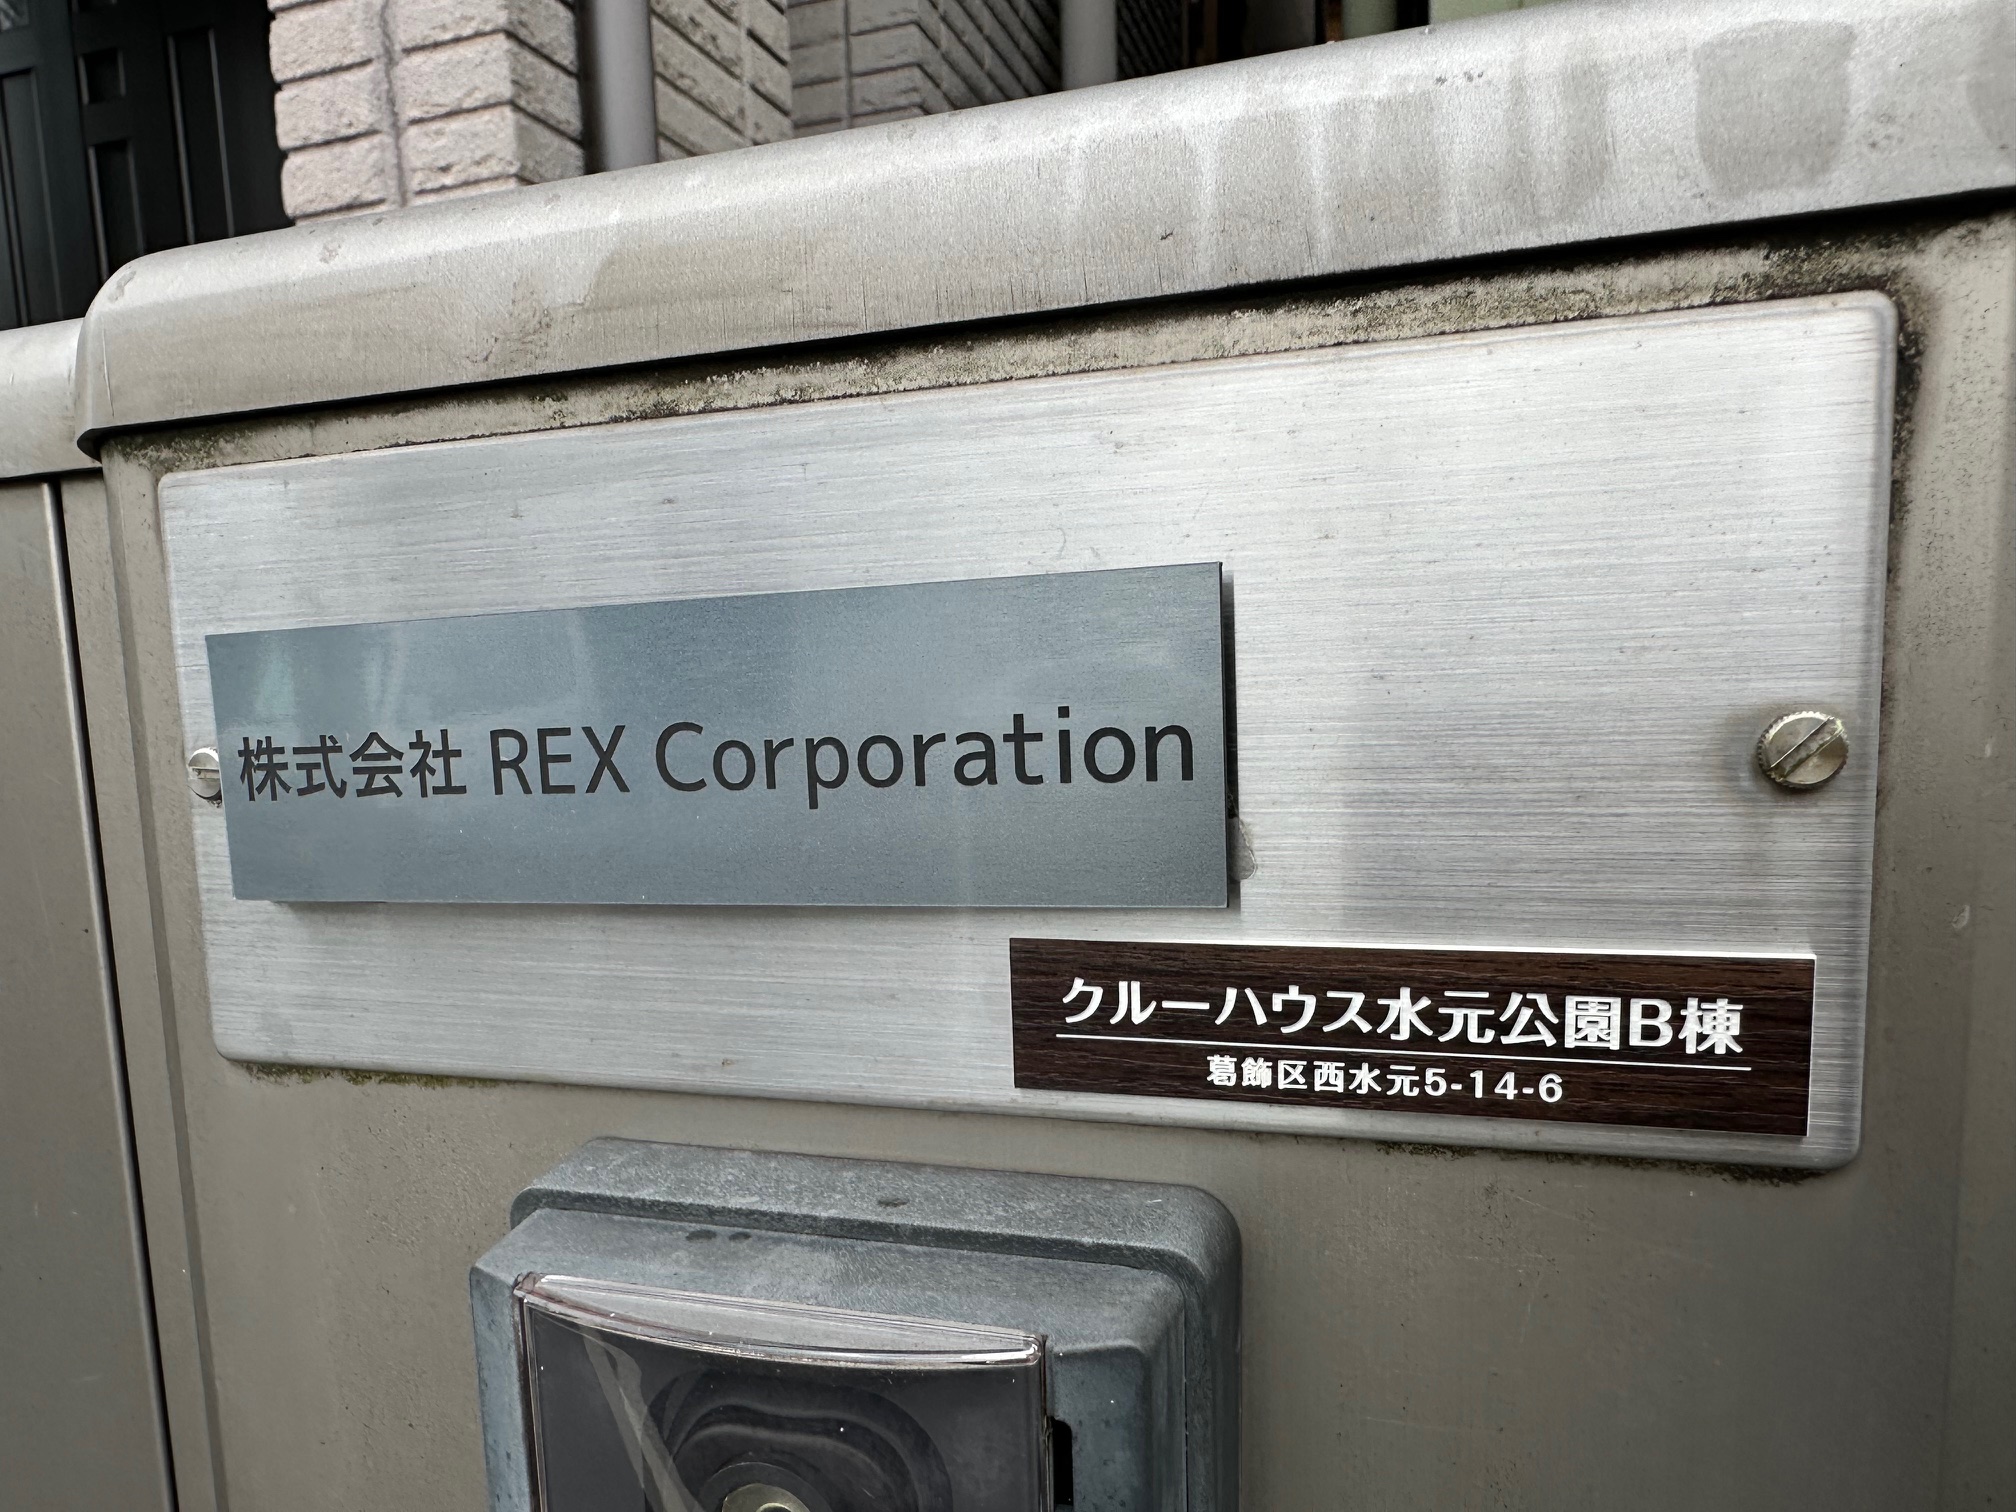 株式会社 REX Corporation
クルーハウス水元公園B棟
葛飾区西水元5-14-6